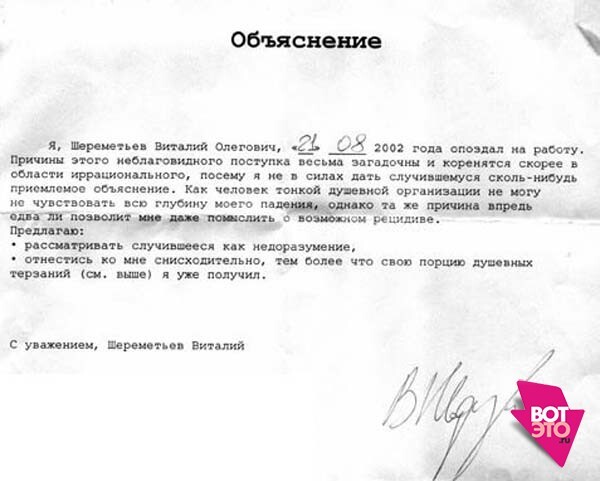 Объяснение
Я, Шереметьев Виталий Олегович, «21» 08 2002 года опоздал на работу.
Причины этого неблаговидного поступка весьма загадочны и коренятся скорее в
области иррационального, посему я не в силах дать случившемуся сколь-нибудь
приемлемое объяснение. Как человек тонкой душевной организации не могу
не чувствовать всю глубину моего падения, однако та же причина впредь
едва ли позволит мне даже помыслить о возможном рецидиве.
Предлагаю:
• рассматривать случившееся как недоразумение,
• отнестись ко мне снисходительно, тем более что свою порцию душевных
терзаний (см. выше) я уже получил.
С уважением, Шереметьев Виталий
ВОТ
ЭТО.ru